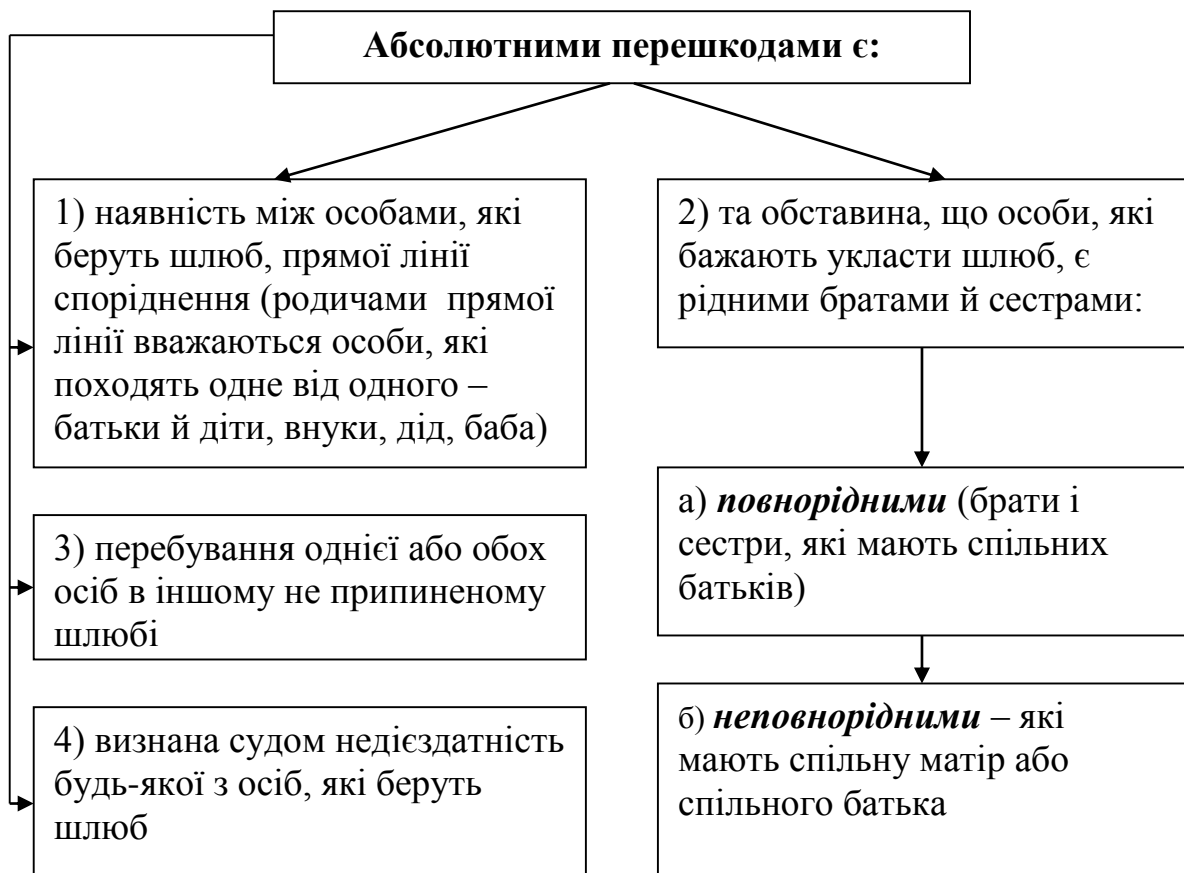 Абсолютними перешкодами є:
1) наявність між особами, які
беруть шлюб, прямої лінії
споріднення (родичами прямої
лінії вважаються особи, які
походять одне від одного –
батьки й діти, внуки, дід, баба)
2) та обставина, що особи, які
бажають укласти шлюб, є
рідними братами й сестрами:
а) повнорідними (брати і
сестри, які мають спільних
батьків)
б) неповнорідними – які
мають спільну матір або
спільного батька
3) перебування однієї або обох
осіб в іншому не припиненому
шлюбі
4) визнана судом недієздатність
будь-якої з осіб, які беруть
шлюб